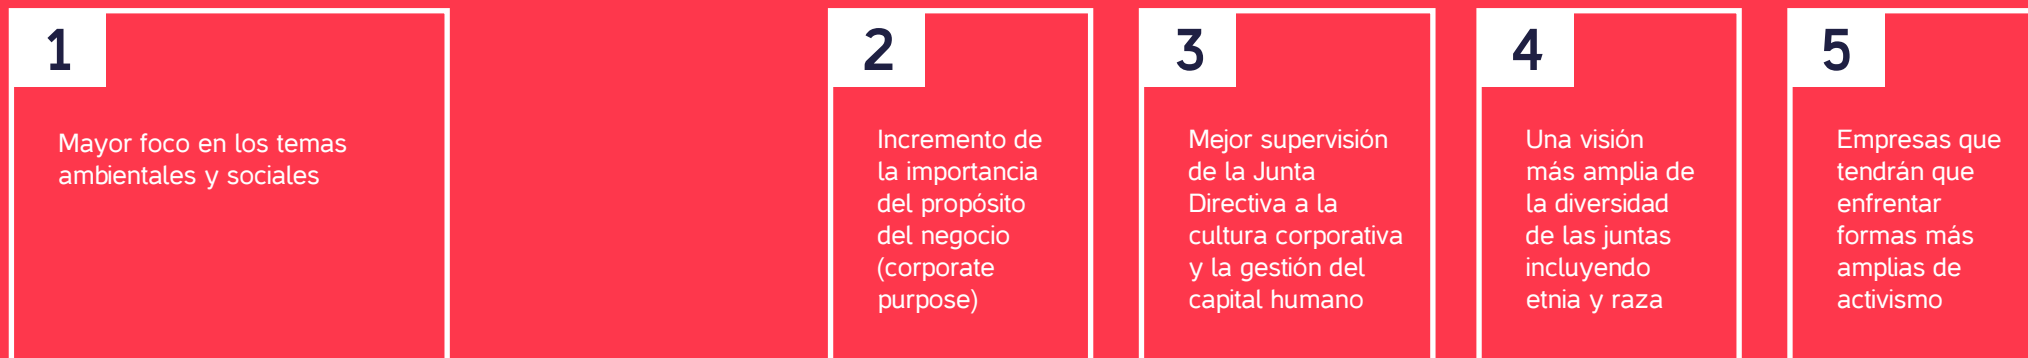 1
Mayor foco en los temas
ambientales y sociales
2
Incremento de
la importancia
del propósito
del negocio
(corporate
purpose)
3
Mejor supervisión
de la Junta
Directiva a la
cultura corporativa
y la gestión del
capital humano
4
Una visión
más amplia de
la diversidad
de las juntas
incluyendo
etnia y raza
5
Empresas que
tendrán que
enfrentar
formas más
amplias de
activismo